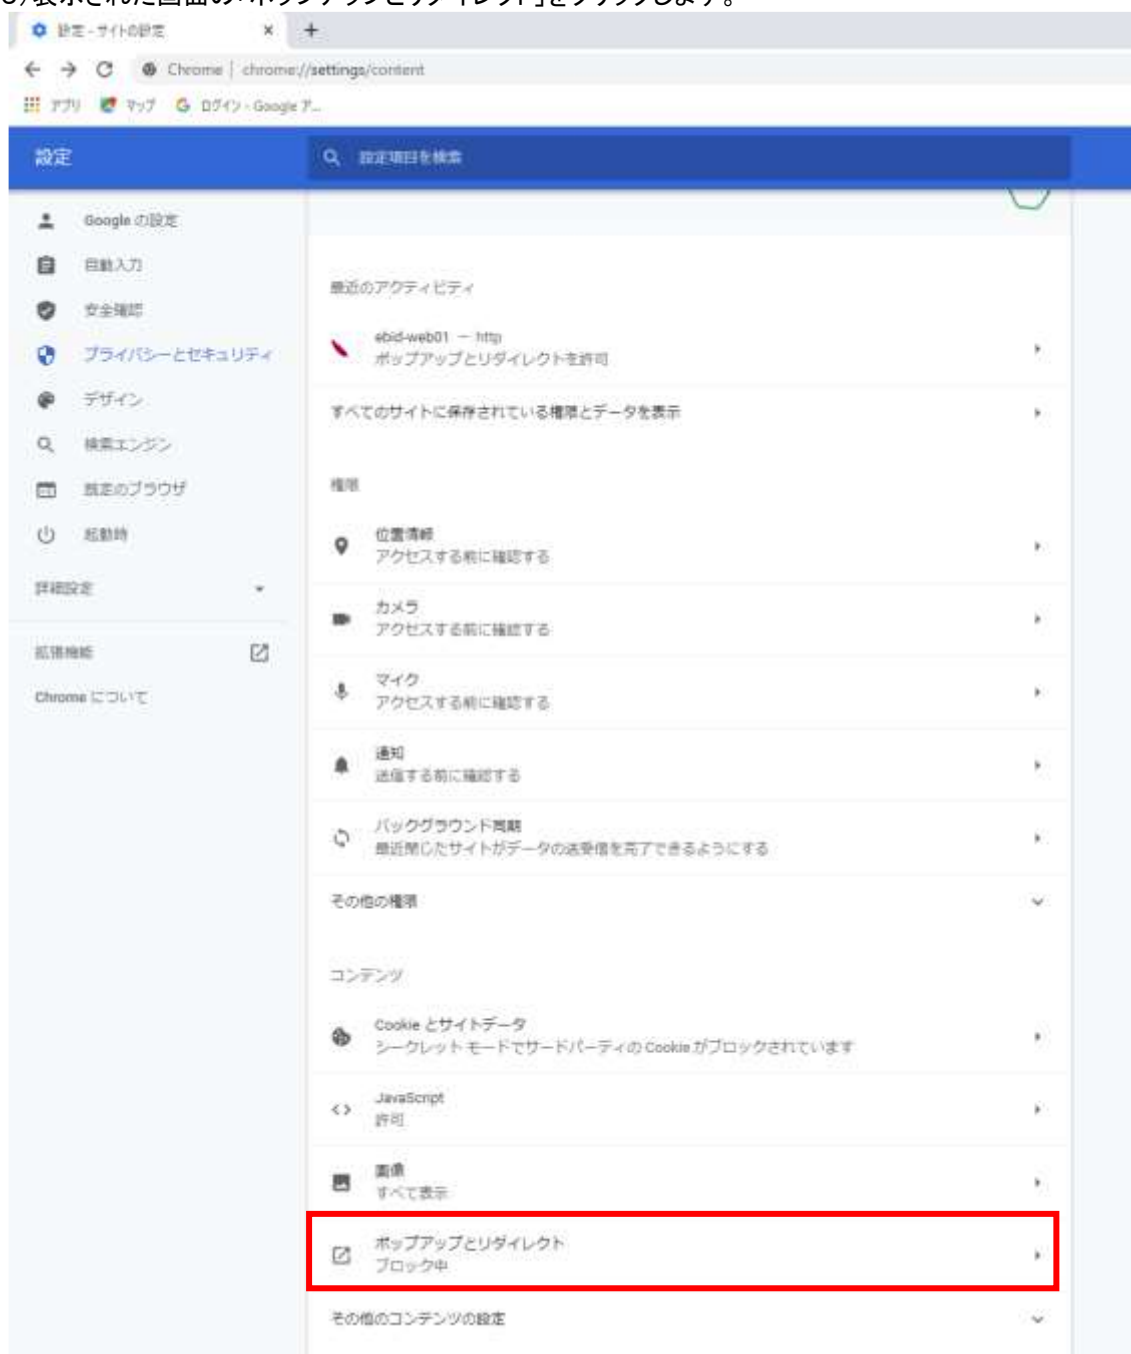 表示された画面の「ポップアップとリダイレクト」をクリックします。
設定 - サイトの設定
Chrome | chrome://settings/content
アプリ マップ ログイン - Google ア...
設定
設定項目を検索
Google の設定
自動入力
安全確認
プライバシーとセキュリティ
デザイン
検索エンジン
既定のブラウザ
起動時
詳細設定
拡張機能
Chrome について
最近のアクティビティ
ebid-web01 — http
ポップアップとリダイレクトを許可
すべてのサイトに保存されている権限とデータを表示
権限
位置情報
アクセスする前に確認する
カメラ
アクセスする前に確認する
マイク
アクセスする前に確認する
通知
送信する前に確認する
バックグラウンド同期
最近閉じたサイトがデータの送受信を完了できるようにする
その他の権限
コンテンツ
Cookie とサイトデータ
シークレット モードでサードパーティの Cookie がブロックされています
JavaScript
許可
画像
すべて表示
ポップアップとリダイレクト
ブロック中
その他のコンテンツの設定